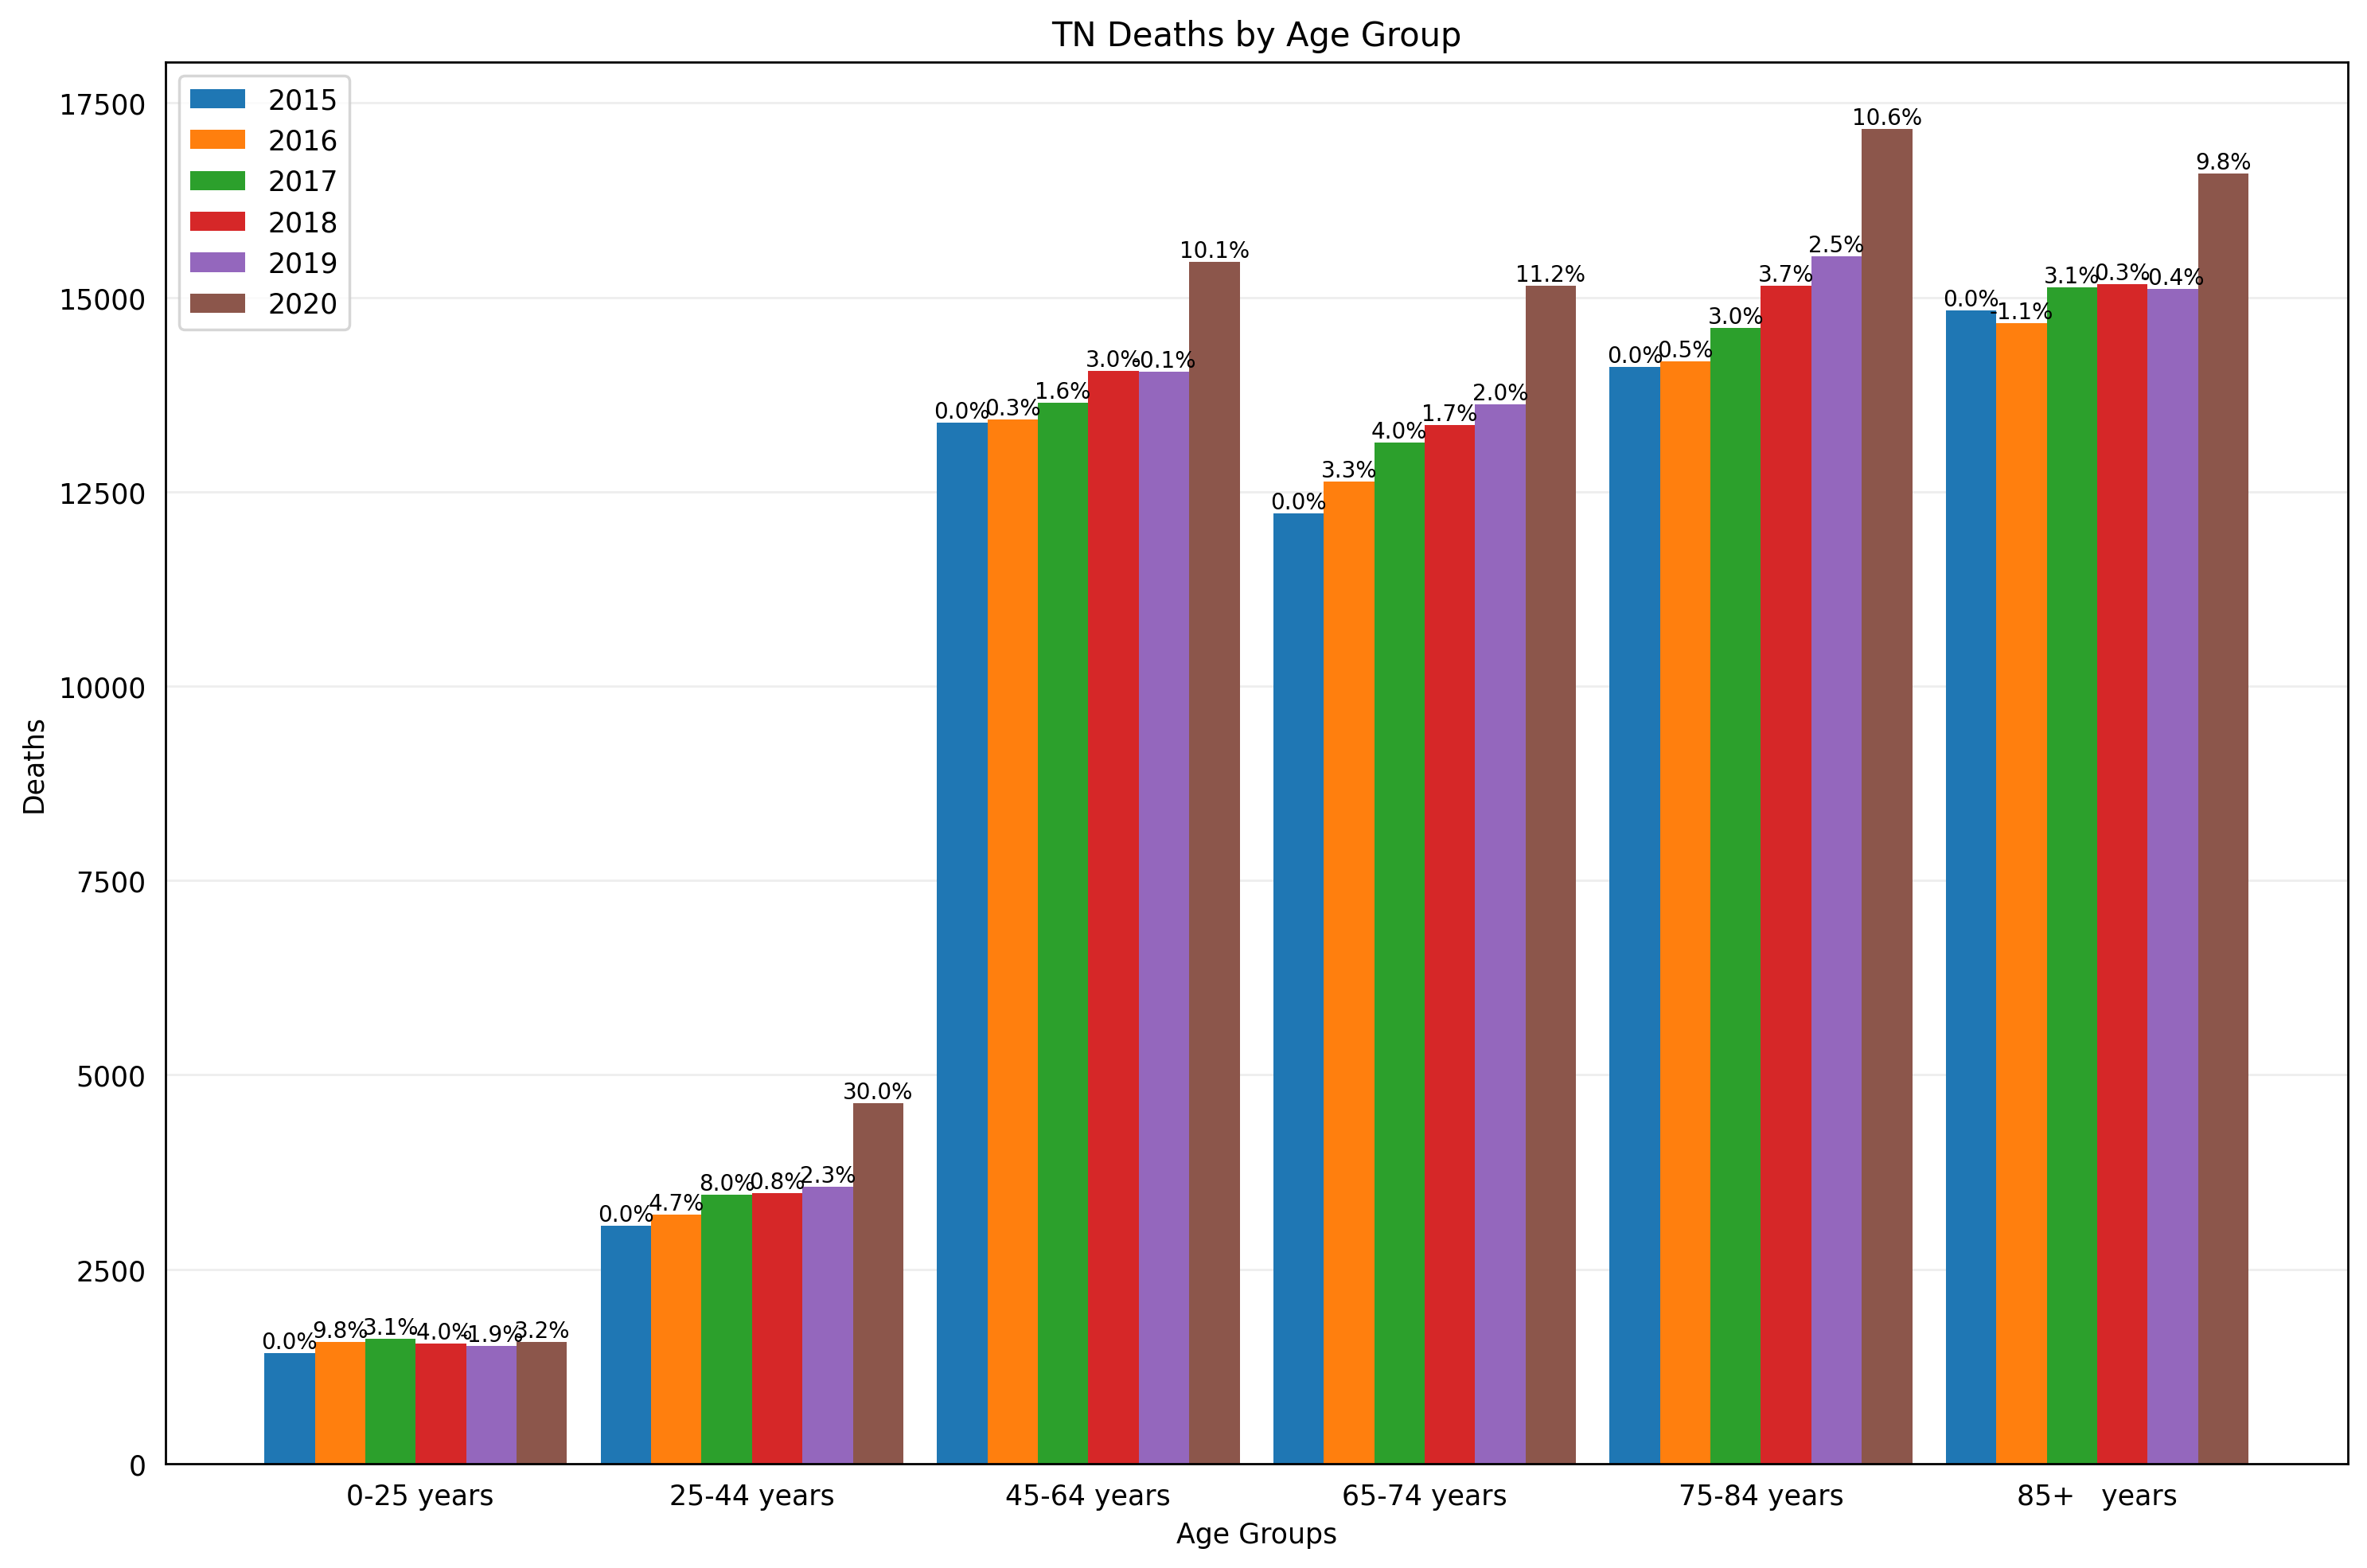 TN Deaths by Age Group
2015
2016
2017
2018
2019
2020
17500
15000
12500
10000
7500
5000
2500
0
Deaths
0.0% 9.8% 3.1% -4.0% -1.9% 3.2%
0.0% 4.7% 8.0% 0.8% 2.3% 30.0%
0.0% 0.3% 1.6% 3.0% -0.1% 10.1%
0.0% 3.3% 4.0% 1.7% 2.0% 11.2%
0.0% 0.5% 3.0% 3.7% 2.5% 10.6%
0.0% -1.1% 3.1% 0.3% -0.4% 9.8%
0-25 years 25-44 years 45-64 years 65-74 years 75-84 years 85+ years
Age Groups